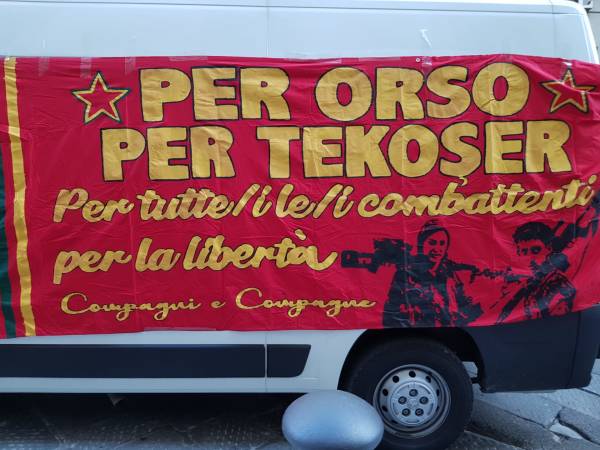 PER ORSO
PER TEKOŞER
Per tutte/i le/i combattenti
per la libertà
Compagni e Compagne